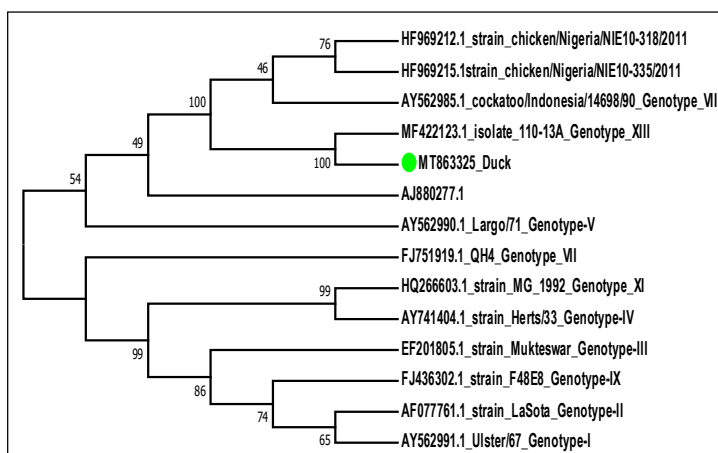 HF969212.1_strain_chicken/Nigeria/NIE10-318/2011
76
HF969215.1strain_chicken/Nigeria/NIE10-335/2011
46
AY562985.1_cockatoo/Indonesia/14698/90_Genotype_VII
100
MF422123.1_isolate_110-13A_Genotype_XIII
49
100
MT863325_Duck
54
AJ880277.1
AY562990.1_Largo/71_Genotype-V
FJ751919.1_QH4_Genotype_VII
HQ266603.1_strain_MG_1992_Genotype_XI
99
AY741404.1_strain_Herts/33_Genotype-IV
99
EF201805.1_strain_Mukteswar_Genotype-III
86
FJ436302.1_strain_F48E8_Genotype-IX
74
AF077761.1_strain_LaSota_Genotype-II
65
AY562991.1_Ulster/67_Genotype-I